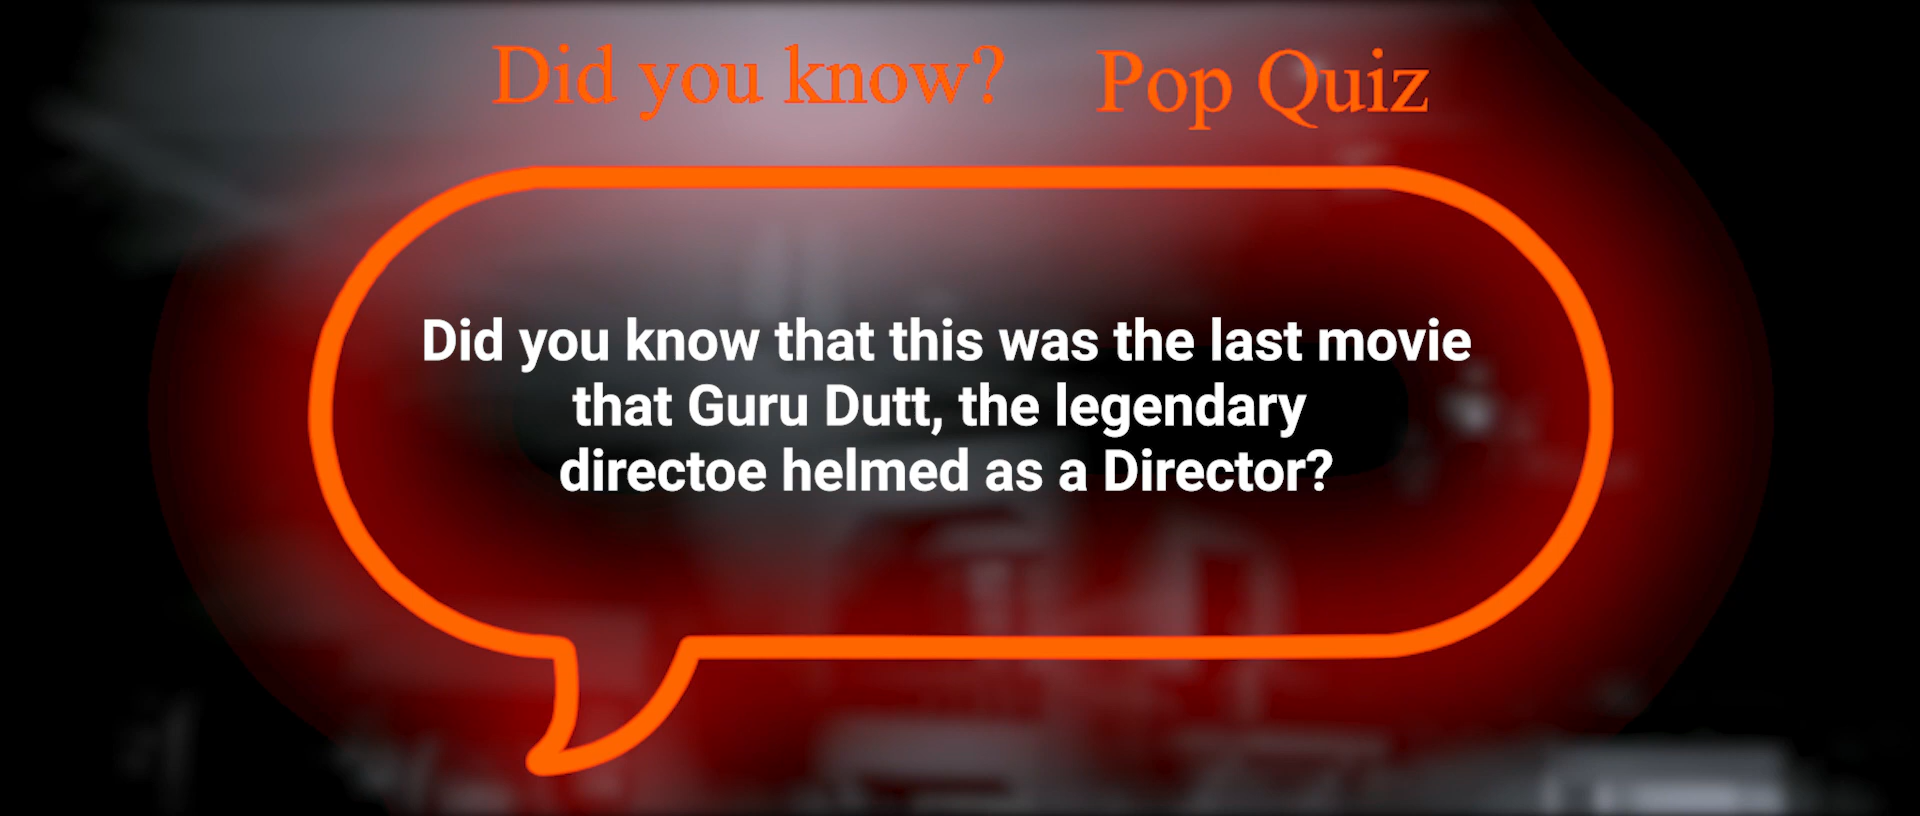 Did you know? Pop Quiz
Did you know that this was the last movie
that Guru Dutt, the legendary
directoe helmed as a Director?